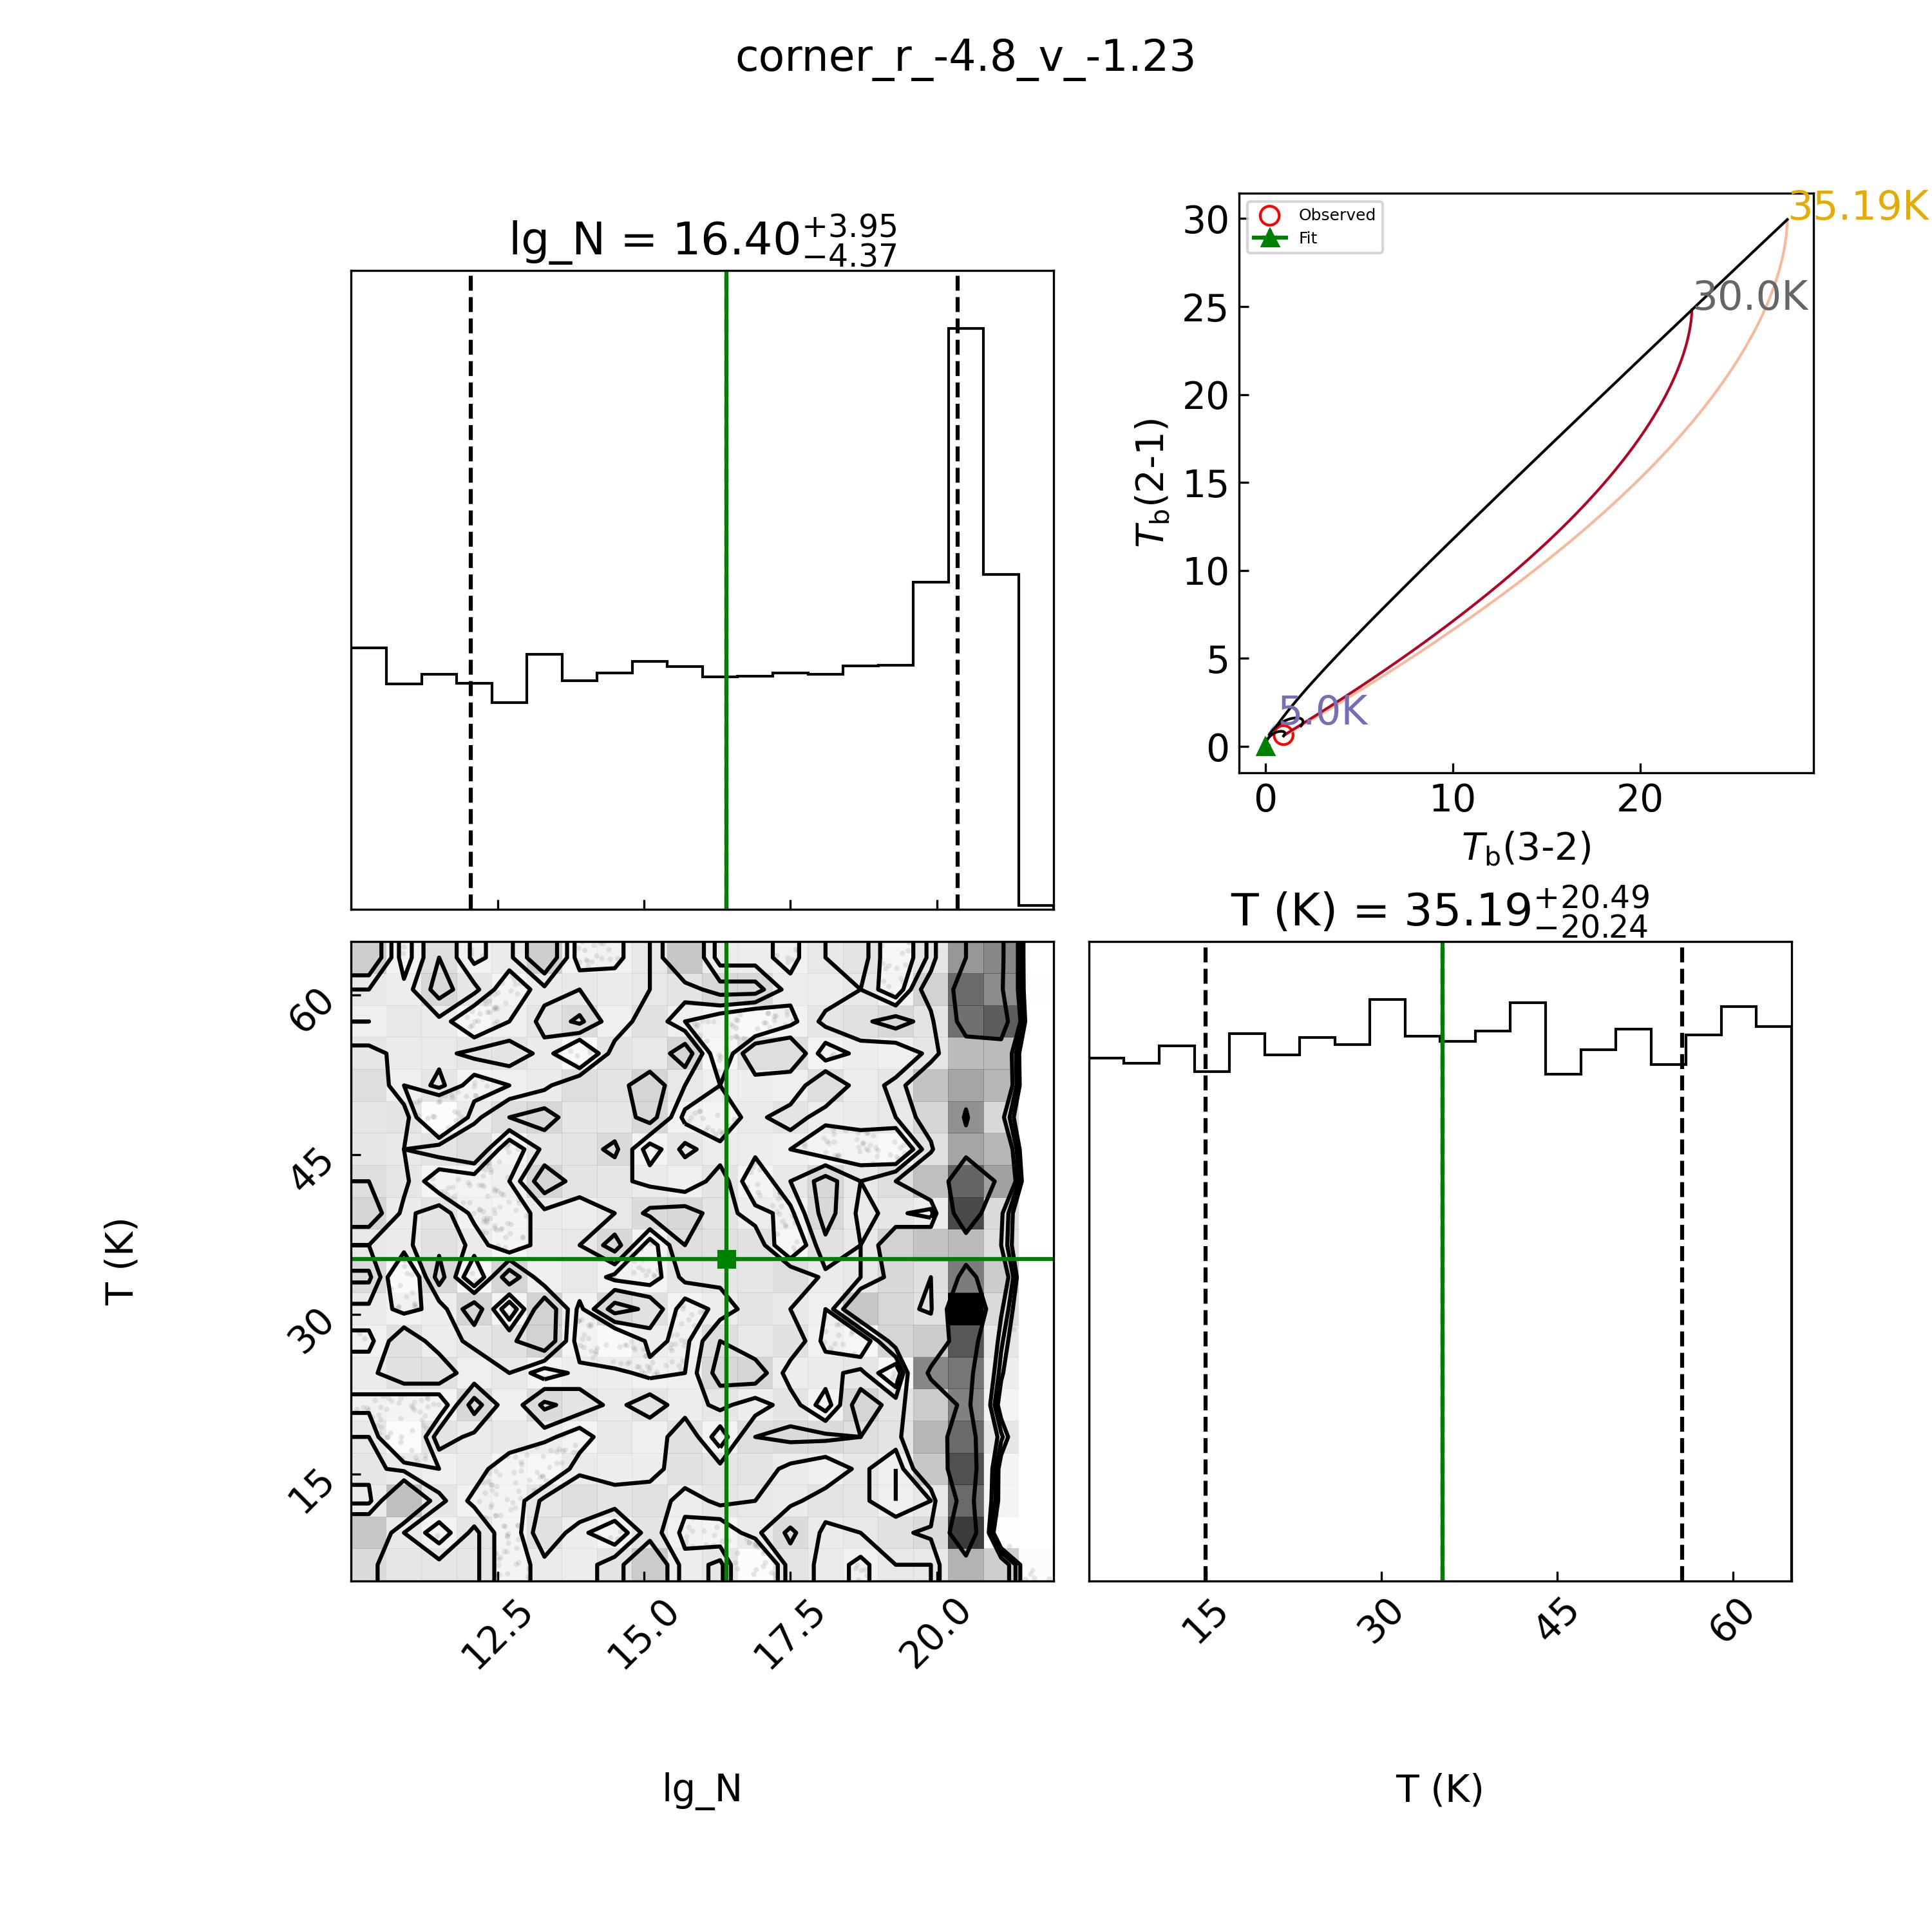 corner_r_-4.8_v_-1.23
lg_N = 16.40+3.95−4.37
35.19K
30
Observed
Fit
30.0K
25
20
15
10
5
5.0K
0
Tb(2-1)
0 10 20
Tb(3-2)
T (K) = 35.19+20.49−20.24
60
45
30
15
T (K)
12.5 15.0 17.5 20.0
15 30 45 60
lg_N
T (K)